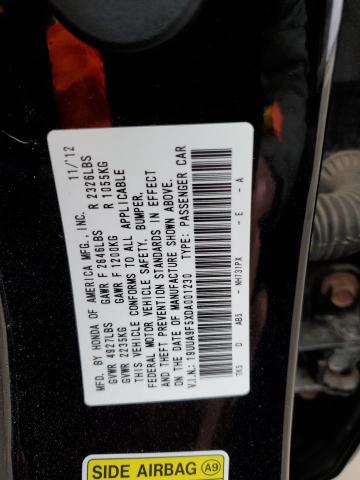 MFD. BY HONDA OF AMERICA MFG., INC. 11/12
GVWR 4927LBS GAWR F 2646LBS R 2326LBS
GVWR 2235KG GAWR F 1200KG R 1055KG
THIS VEHICLE CONFORMS TO ALL APPLICABLE
FEDERAL MOTOR VEHICLE SAFETY, BUMPER,
AND THEFT PREVENTION STANDARDS IN EFFECT
ON THE DATE OF MANUFACTURE SHOWN ABOVE.
V.I.N.: 19UUA9F5XDA001230 TYPE: PASSENGER CAR
TK5 D AB5 - NH731PX - E - A
SIDE AIRBAG A9